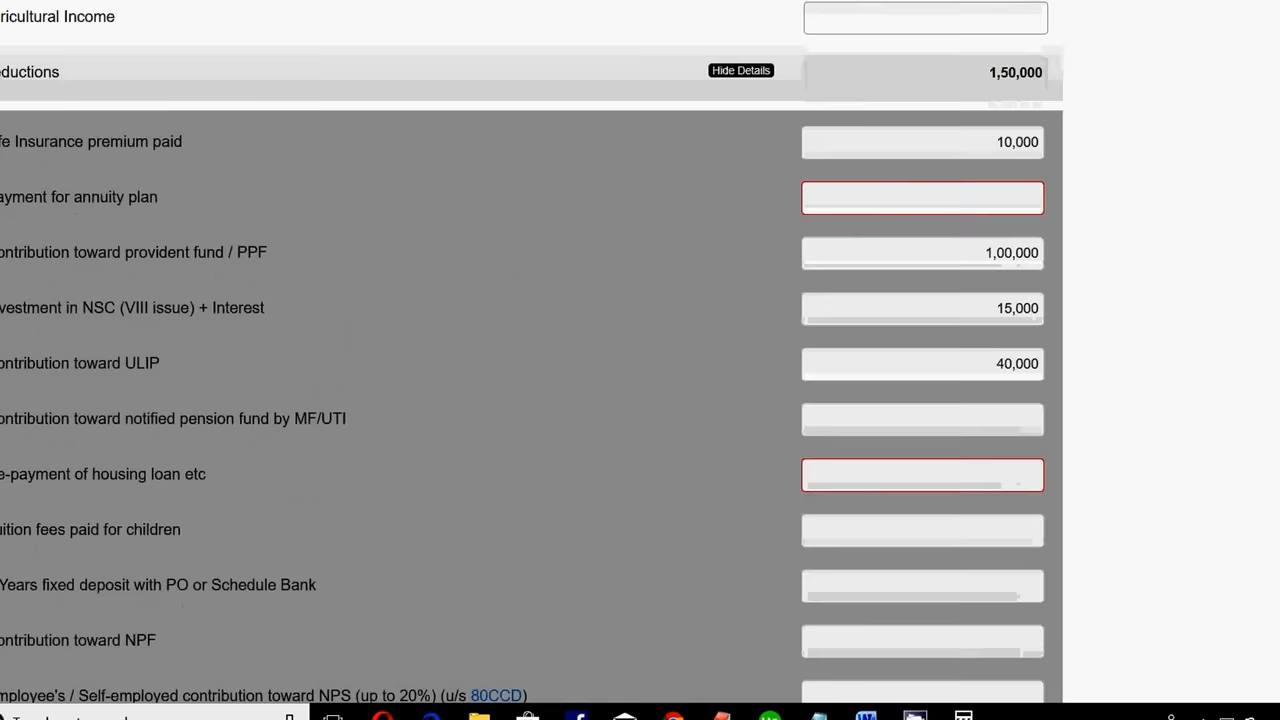 ricultural Income
eductions Hide Details 1,50,000
fe Insurance premium paid 10,000
ayment for annuity plan
ontribution toward provident fund / PPF 1,00,000
vestment in NSC (VIII issue) + Interest 15,000
ontribution toward ULIP 40,000
ontribution toward notified pension fund by MF/UTI
e-payment of housing loan etc
uition fees paid for children
Years fixed deposit with PO or Schedule Bank
ontribution toward NPF
mployee's / Self-employed contribution toward NPS (up to 20%) (u/s 80CCD)